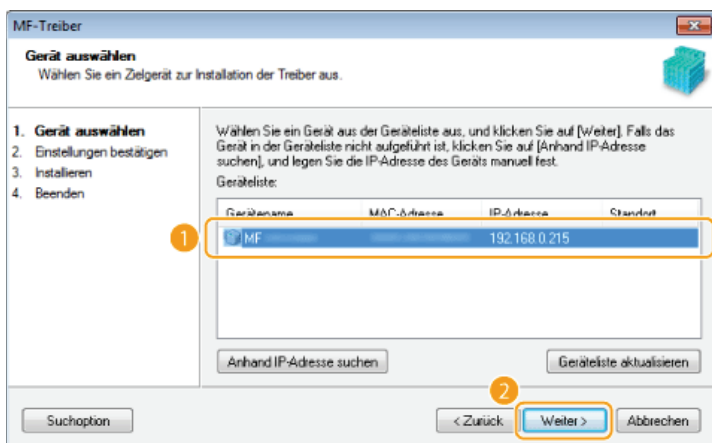 MF-Treiber
Gerät auswählen
Wählen Sie ein Zielgerät zur Installation der Treiber aus.
1. Gerät auswählen
2. Einstellungen bestätigen
3. Installieren
4. Beenden
Wählen Sie ein Gerät aus der Geräteliste aus, und klicken Sie auf [Weiter]. Falls das
Gerät in der Geräteliste nicht aufgeführt ist, klicken Sie auf [Anhand IP-Adresse
suchen], und legen Sie die IP-Adresse des Geräts manuell fest.
Geräteliste:
Gerätename MAC-Adresse IP-Adresse Standort
1
MF 192.168.0.215
Anhand IP-Adresse suchen Geräteliste aktualisieren
2
Suchoption < Zurück Weiter > Abbrechen